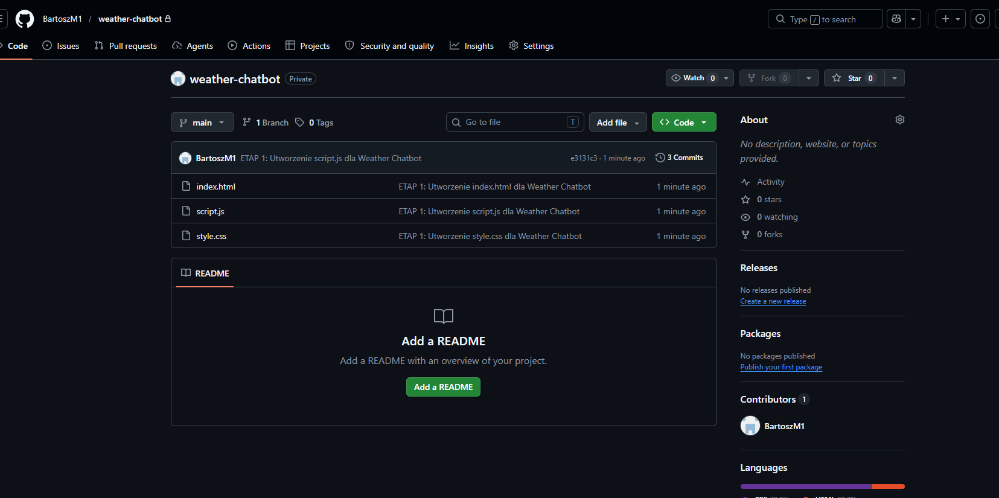 BartoszM1 / weather-chatbot
Type / to search
Code Issues Pull requests Agents Actions Projects Security and quality Insights Settings
weather-chatbot Private
Watch 0 Fork 0 Star 0
main 1 Branch 0 Tags Go to file T Add file Code
BartoszM1 ETAP 1: Utworzenie script.js dla Weather Chatbot e3131c3 · 1 minute ago 3 Commits
index.html ETAP 1: Utworzenie index.html dla Weather Chatbot 1 minute ago
script.js ETAP 1: Utworzenie script.js dla Weather Chatbot 1 minute ago
style.css ETAP 1: Utworzenie style.css dla Weather Chatbot 1 minute ago
README
Add a README
Add a README with an overview of your project.
Add a README
About
No description, website, or topics
provided.
Activity
0 stars
0 watching
0 forks
Releases
No releases published
Create a new release
Packages
No packages published
Publish your first package
Contributors 1
BartoszM1
Languages